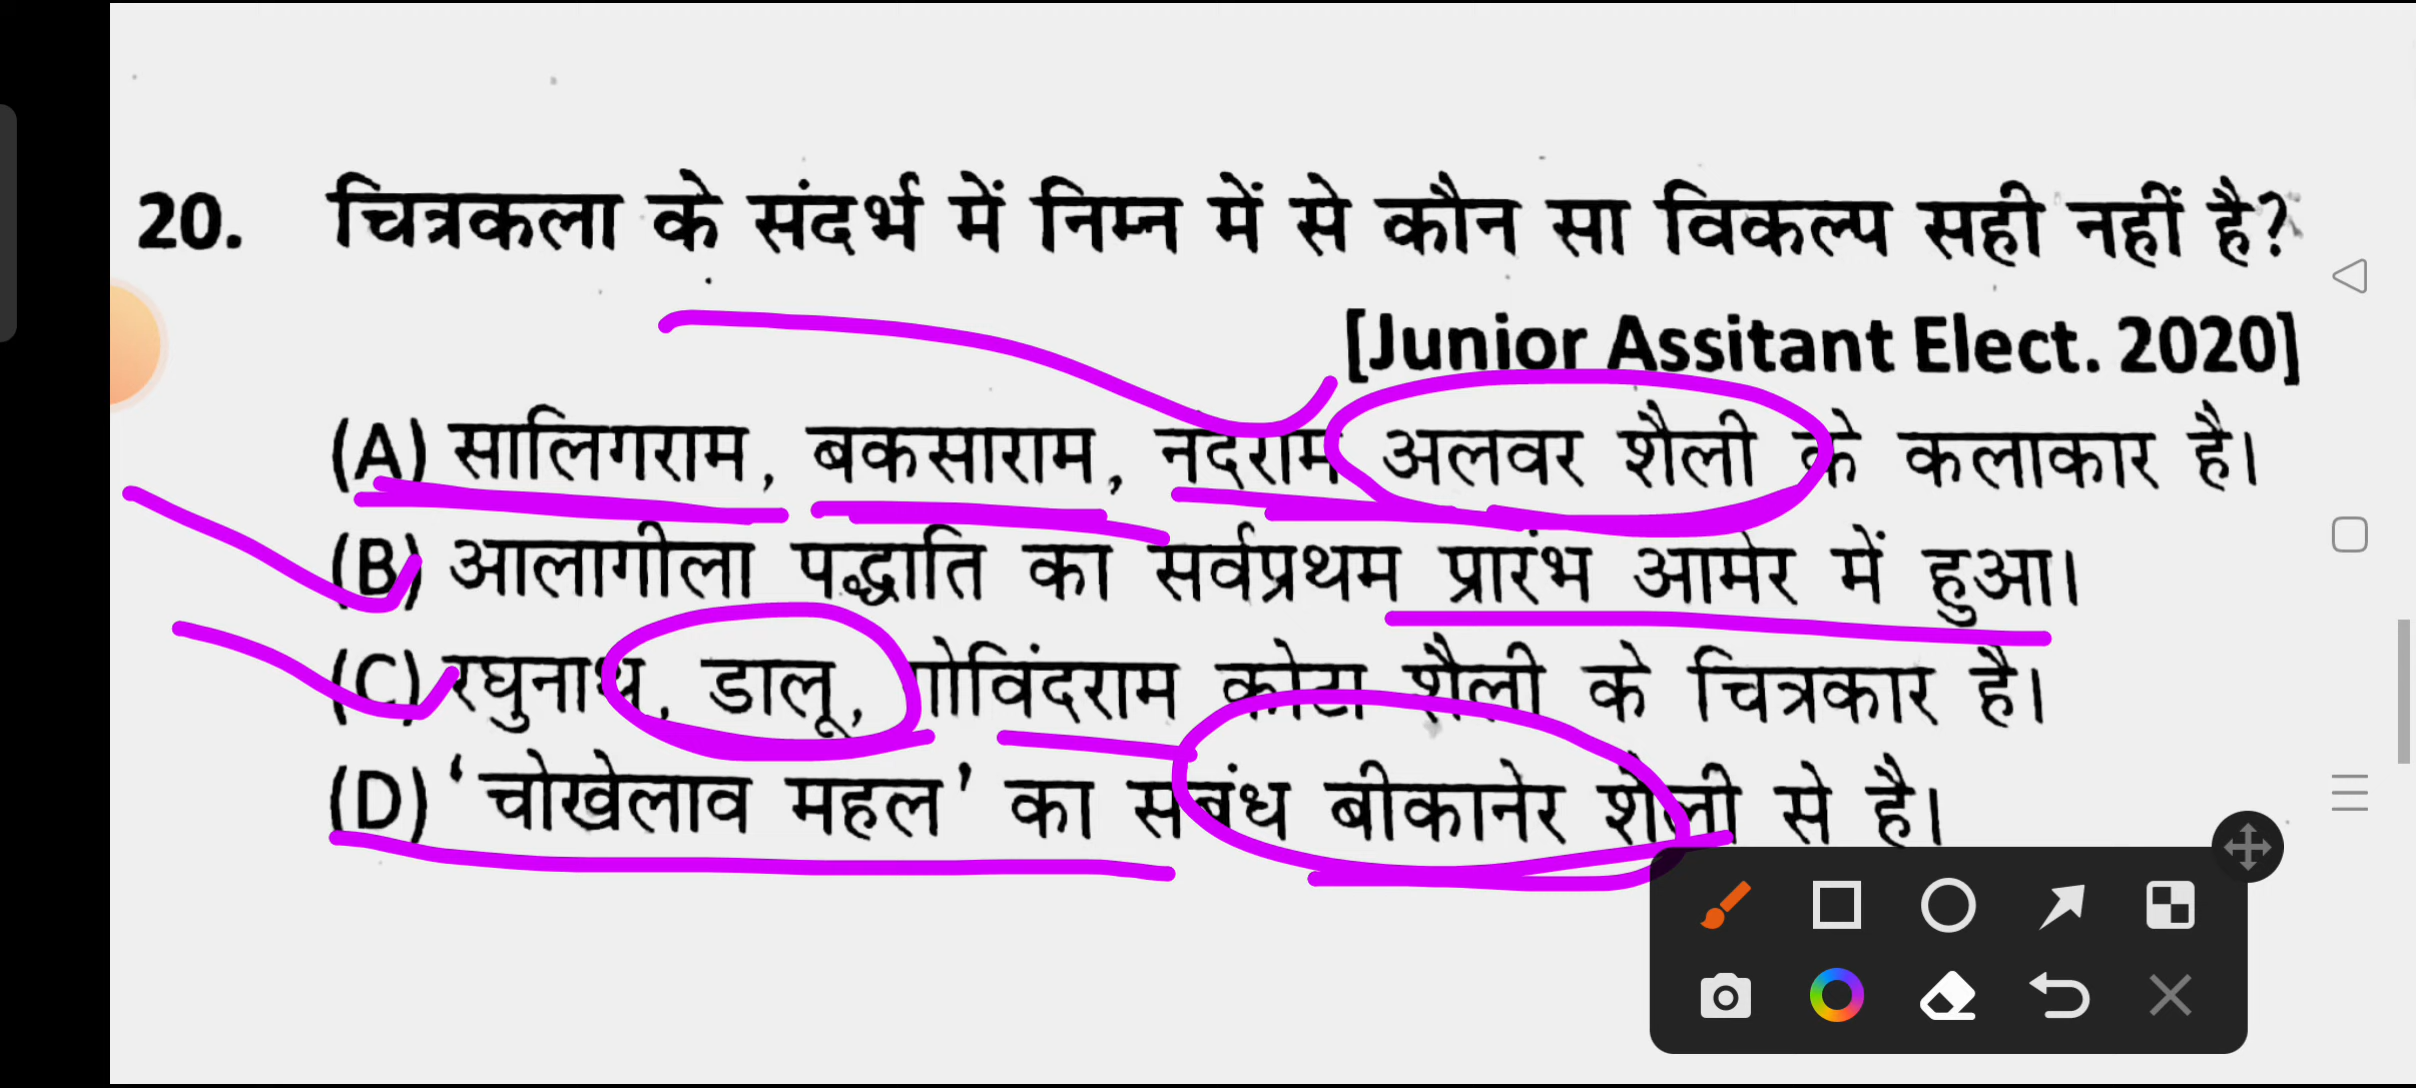 20. चित्रकला के संदर्भ में निम्न में से कौन सा विकल्प सही नहीं है?
[Junior Assitant Elect. 2020]
(A) सालिगराम, बकसाराम, नंदराम अलवर शैली के कलाकार है।
(B) आलागीला पद्धाति का सर्वप्रथम प्रारंभ आमेर में हुआ।
(C) रघुनाथ, डालू, गोविंदराम कोटा शैली के चित्रकार है।
(D) 'चोखेलाव महल' का सबंध बीकानेर शैली से है।